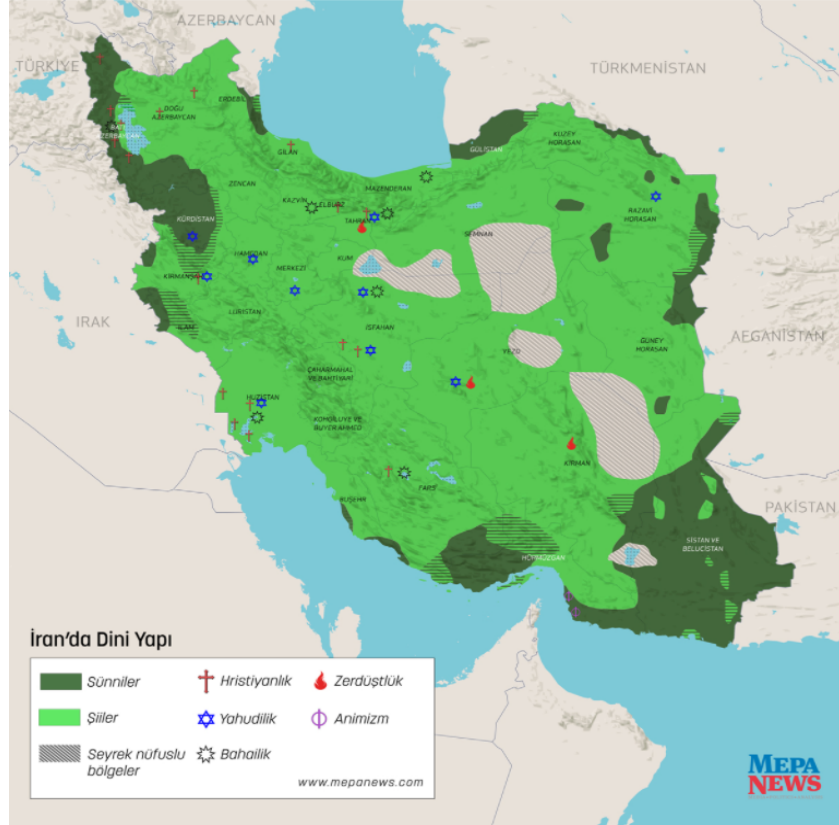 AZERBAYCAN
TÜRKİYE
TÜRKMENİSTAN
ERDEBİL
DOĞU
AZERBAYCAN
BATI
AZERBAYCAN
KUZEY
HORASAN
GÜLİSTAN
GİLAN
ZENCAN
MAZENDERAN
KAZVİN
ELBURZ
TAHRAN
RAZAVİ
HORASAN
KÜRDİSTAN
SEMNAN
HAMEDAN
KUM
MERKEZİ
KİRMANŞAH
LURİSTAN
IRAK
İLAM
İSFAHAN
AFGANİSTAN
GÜNEY
HORASAN
YEZD
ÇAHARMAHAL
VE BAHTİYARİ
HUZİSTAN
KOHGİLUYE VE
BUYER AHMED
KİRMAN
FARS
BUŞEHR
PAKİSTAN
SİSTAN VE
BELUCİSTAN
HÜRMÜZGAN
İran'da Dini Yapı
Sünniler
Hristiyanlık
Zerdüştlük
Şiiler
Yahudilik
Animizm
Seyrek nüfuslu
bölgeler
Bahailik
www.mepanews.com
MEPA
NEWS